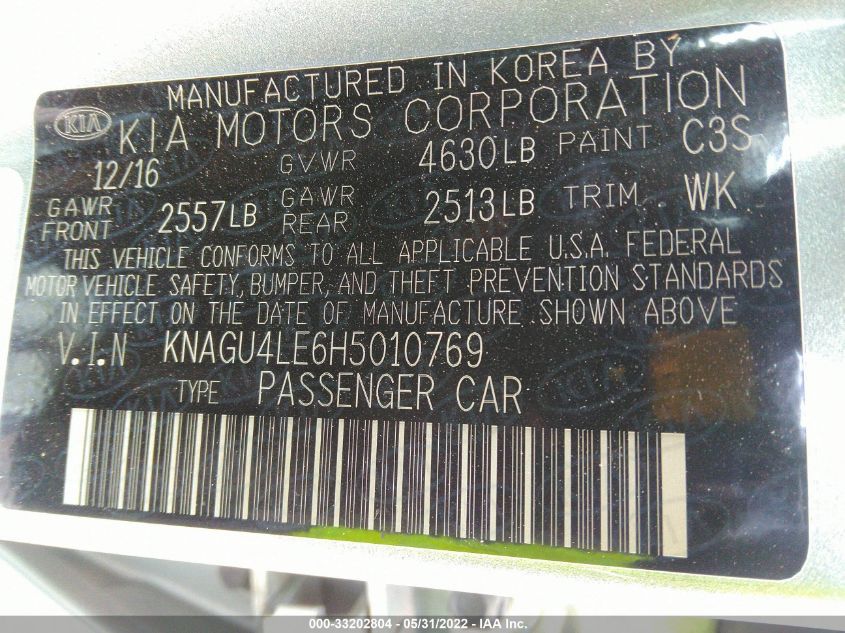 MANUFACTURED IN KOREA BY
KIA KIA MOTORS CORPORATION
12/16 GVWR 4630LB PAINT C3S
GAWR FRONT 2557LB GAWR REAR 2513LB TRIM WK
THIS VEHICLE CONFORMS TO ALL APPLICABLE U.S.A. FEDERAL
MOTOR VEHICLE SAFETY, BUMPER, AND THEFT PREVENTION STANDARDS
IN EFFECT ON THE DATE OF MANUFACTURE SHOWN ABOVE
V.I.N KNAGU4LE6H5010769
TYPE PASSENGER CAR
000-33202804 - 05/31/2022 - IAA Inc.